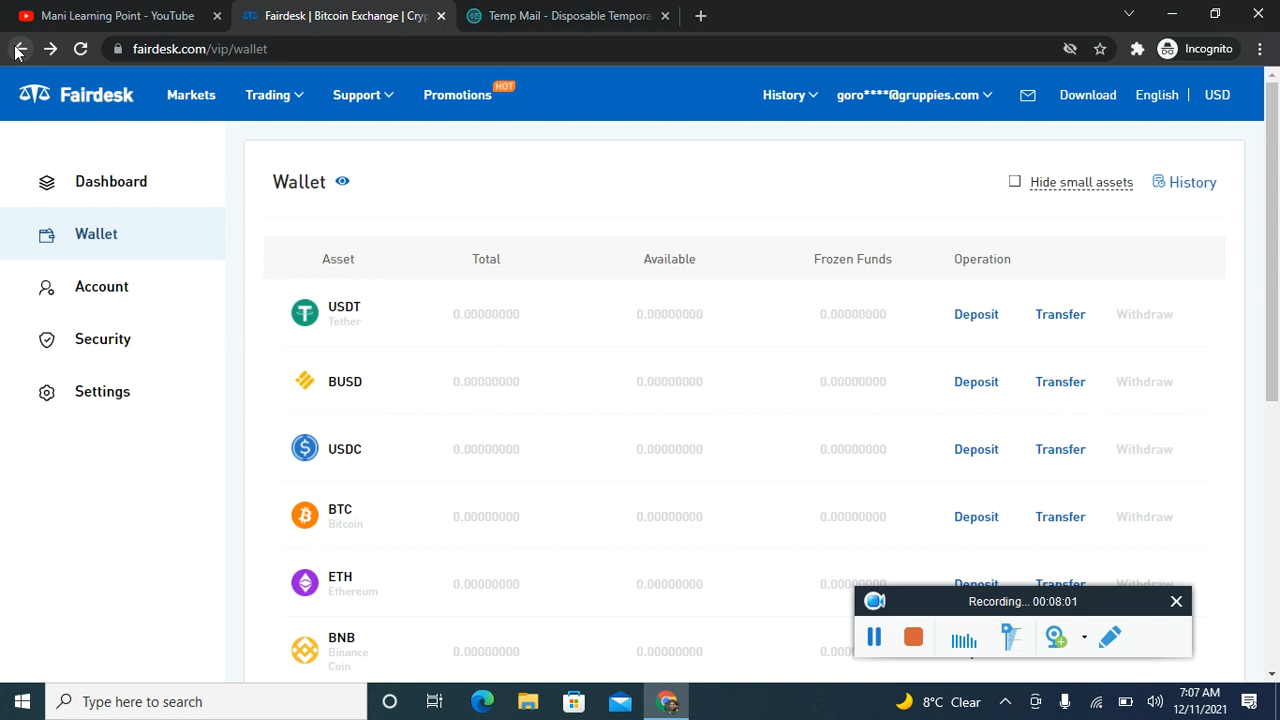 Mani Learning Point - YouTube
Fairdesk | Bitcoin Exchange | Cryp
Temp Mail - Disposable Tempora
fairdesk.com/vip/wallet
Incognito
Fairdesk
Markets
Trading
Support
Promotions
HOT
History
goro****@gruppies.com
Download
English
USD
Dashboard
Wallet
Account
Security
Settings
Wallet
Hide small assets
History
Asset Total Available Frozen Funds Operation
USDT 0.00000000 0.00000000 0.00000000 Deposit Transfer Withdraw
Tether
BUSD 0.00000000 0.00000000 0.00000000 Deposit Transfer Withdraw
USDC 0.00000000 0.00000000 0.00000000 Deposit Transfer Withdraw
BTC 0.00000000 0.00000000 0.00000000 Deposit Transfer Withdraw
Bitcoin
ETH 0.00000000 0.00000000
Ethereum
BNB 0.00000000 0.00000000
Binance
Coin
Recording... 00:08:01
Type here to search
8°C Clear
7:07 AM
12/11/2021